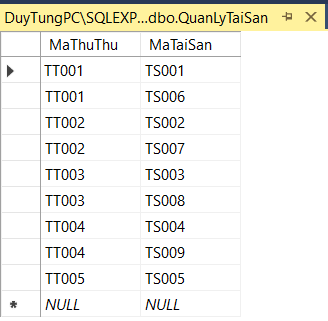 DuyTungPC\SQLEXP...dbo.QuanLyTaiSan
MaThuThu MaTaiSan
TT001 TS001
TT001 TS006
TT002 TS002
TT002 TS007
TT003 TS003
TT003 TS008
TT004 TS004
TT004 TS009
TT005 TS005
NULL NULL